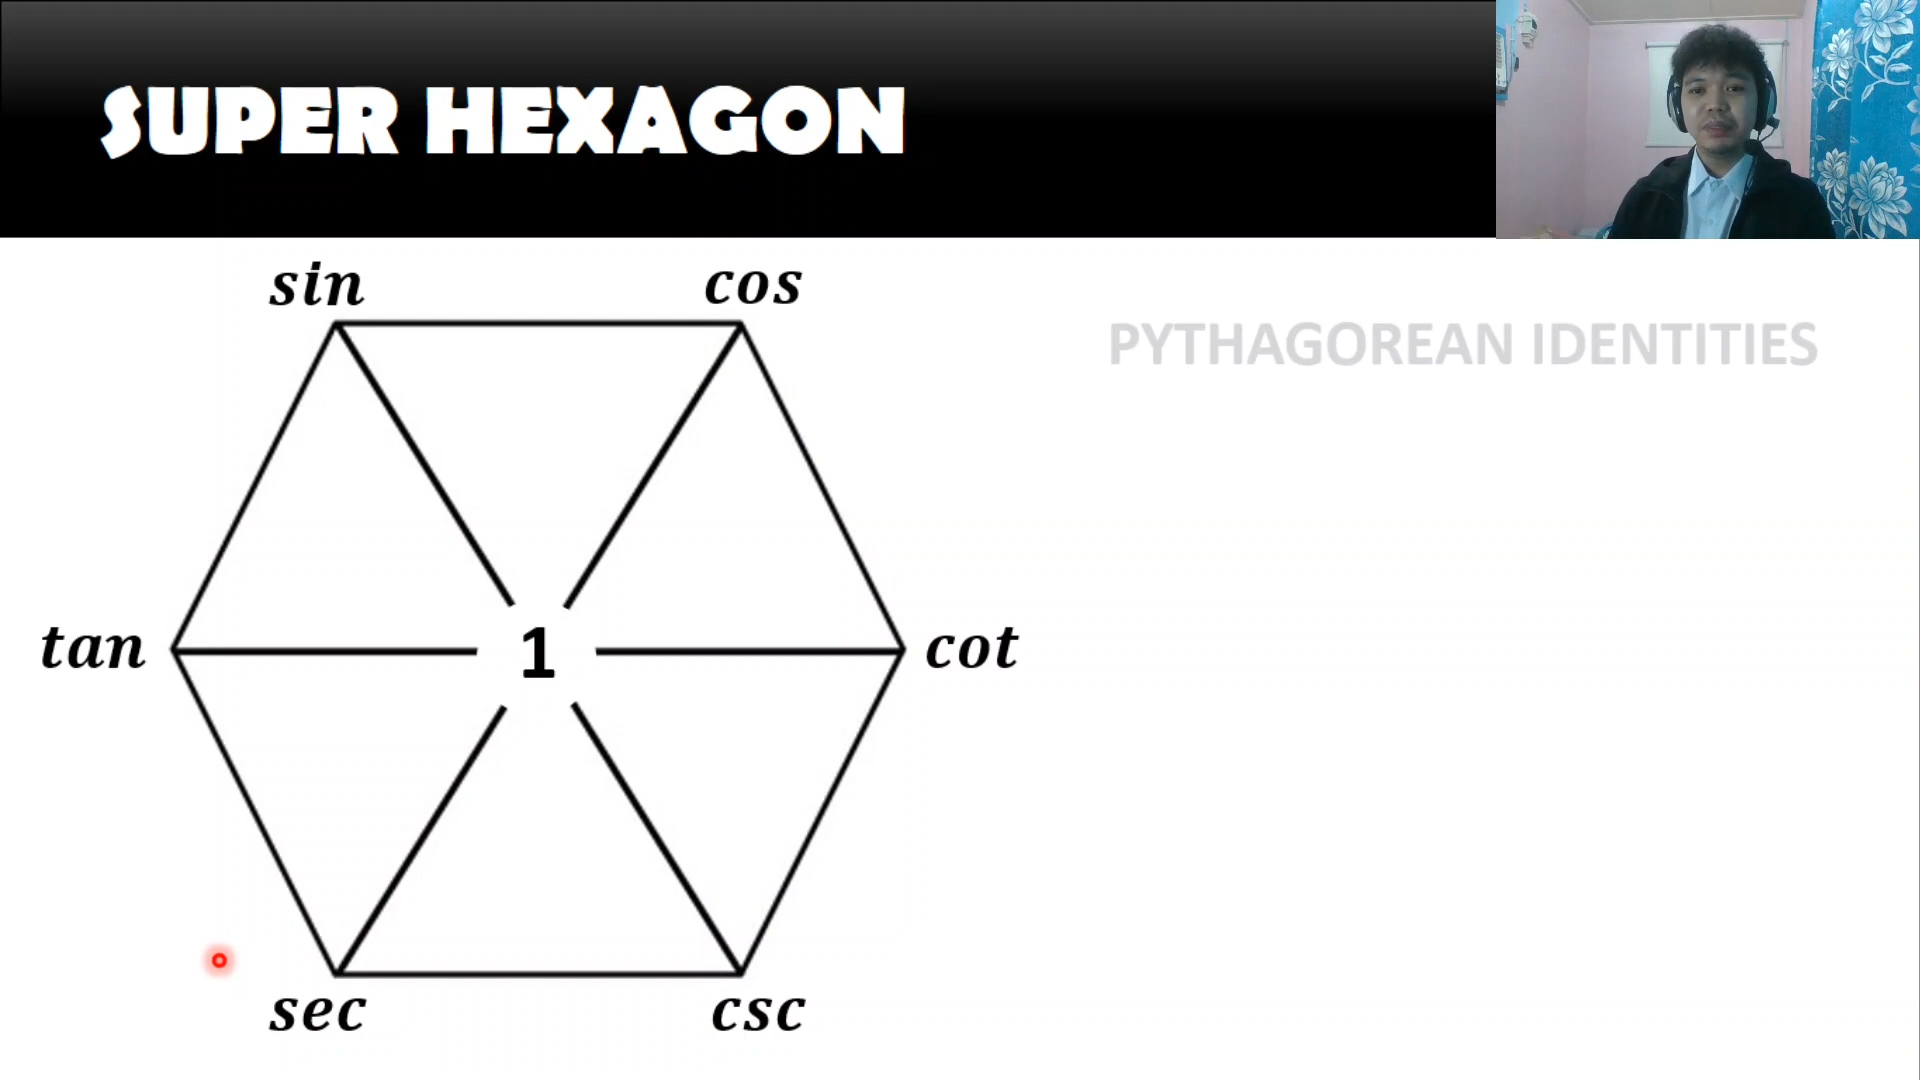 SUPER HEXAGON
sin
cos
PYTHAGOREAN IDENTITIES
tan
1
cot
sec
csc